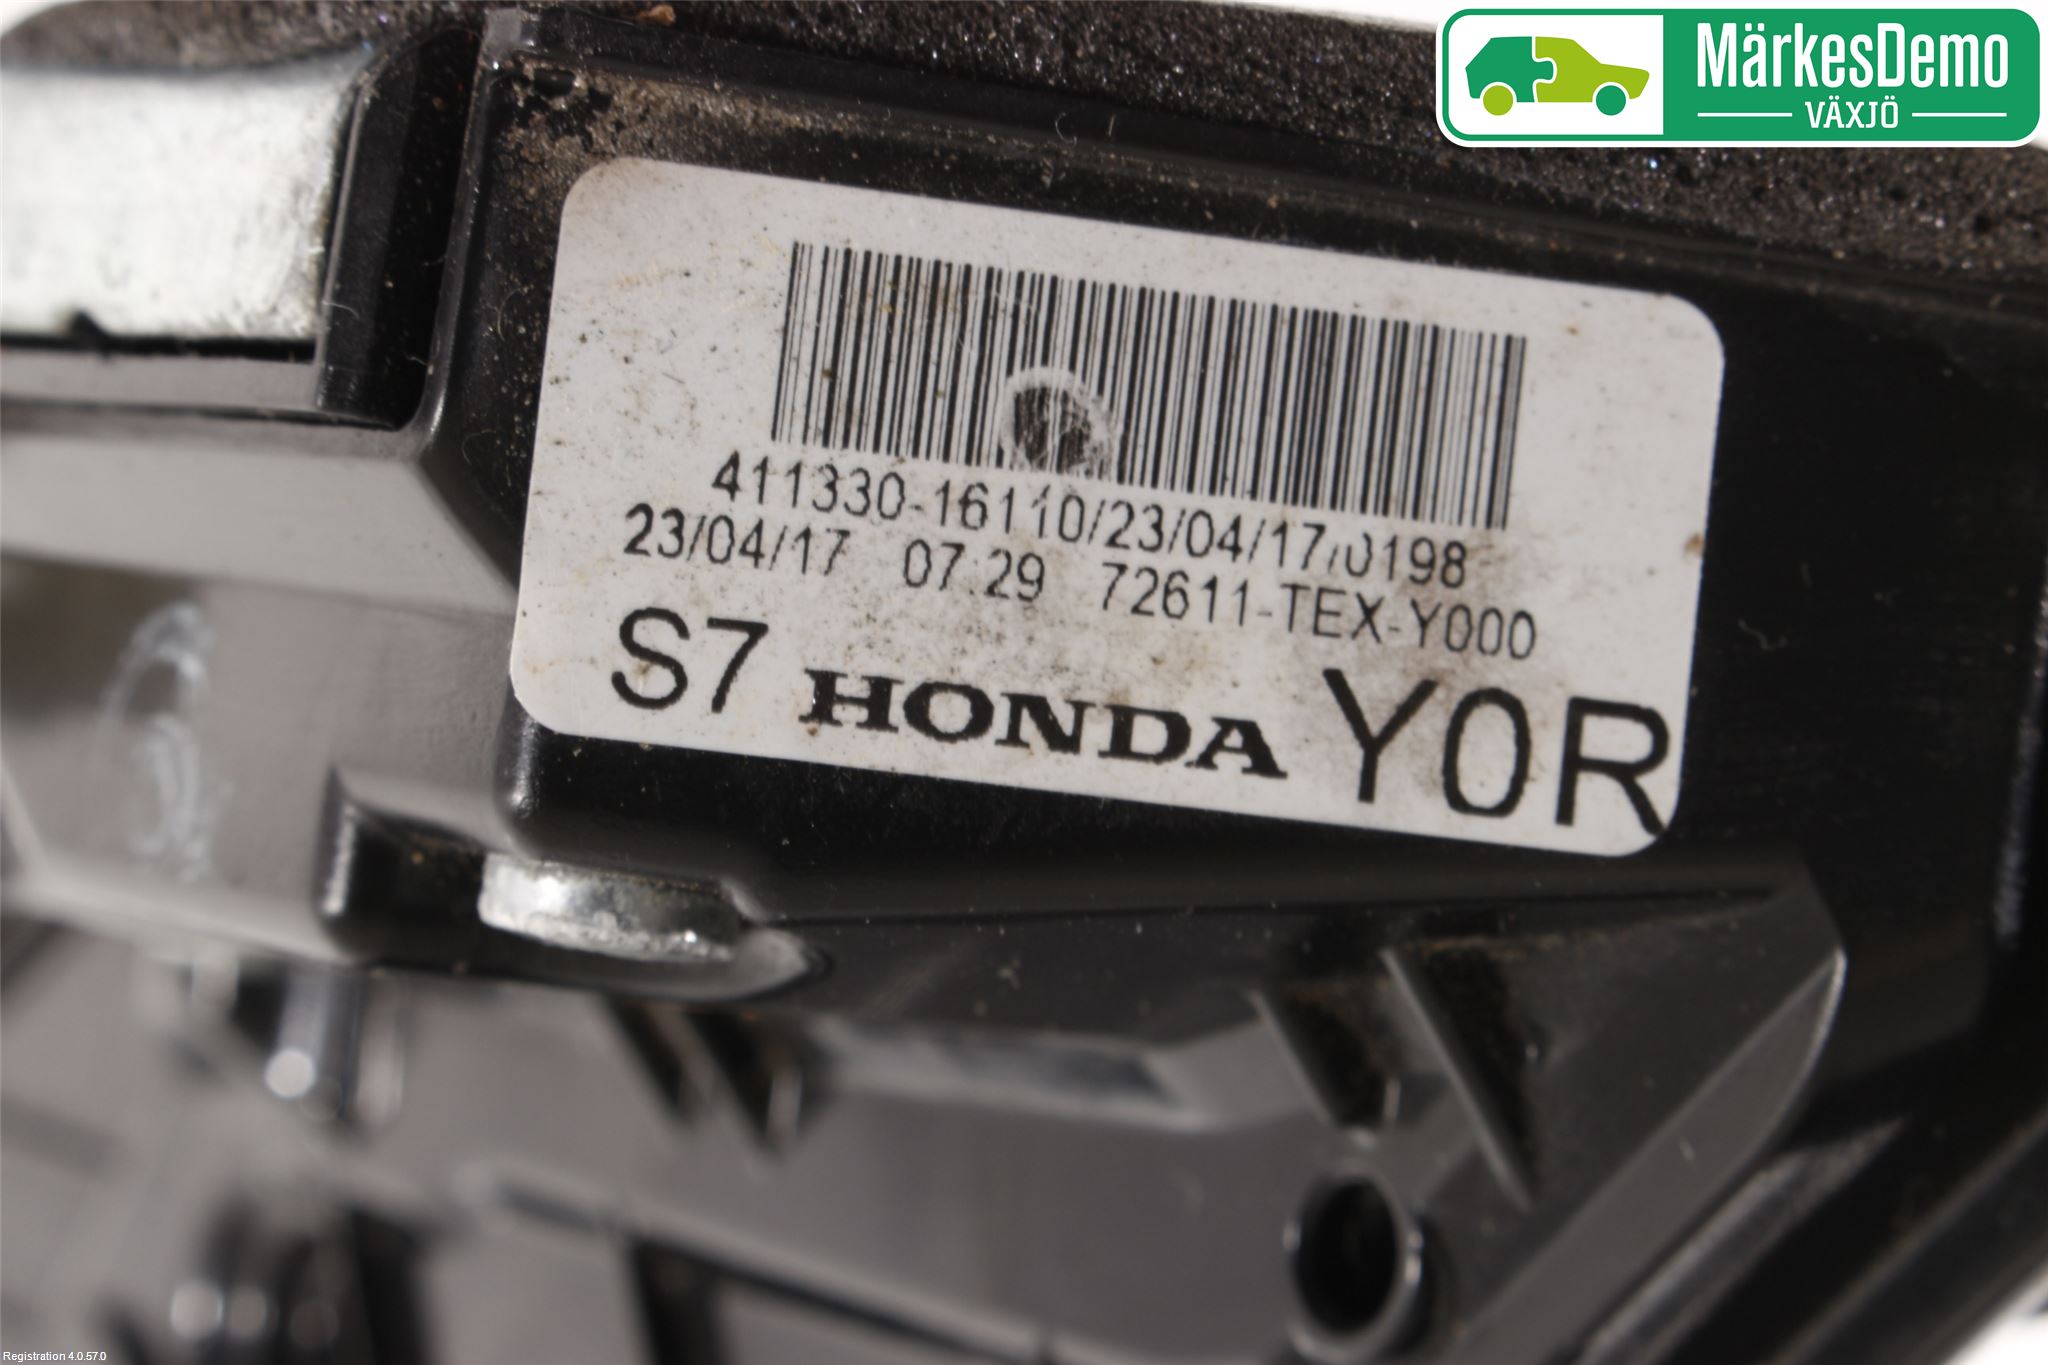 MärkesDemo
VÄXJÖ
411330-16110/23/04/17/0198
23/04/17 07:29 72611-TEX-Y000
S7 HONDA Y0R
Registration 4.0.57.0